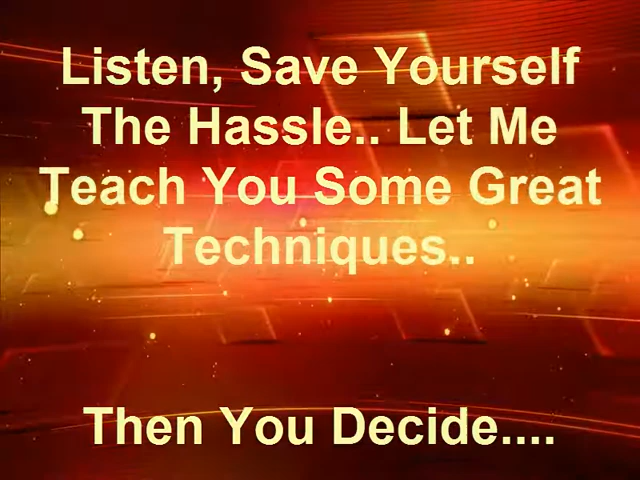 Listen, Save Yourself
The Hassle.. Let Me
Teach You Some Great
Techniques..
Then You Decide....